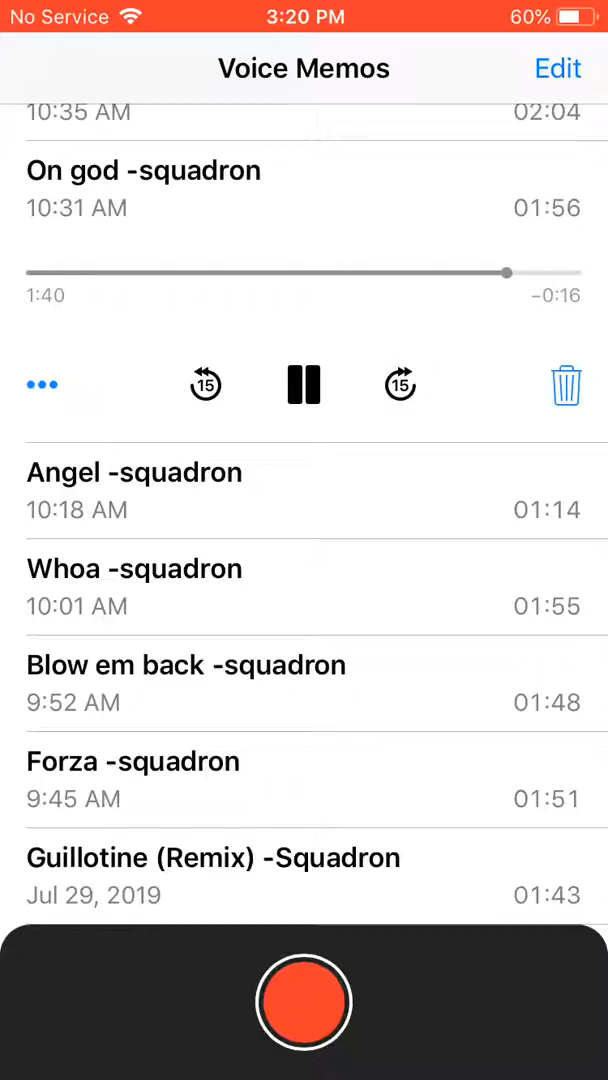 No Service 3:20 PM 60%
Voice Memos Edit
10:35 AM 02:04
On god -squadron
10:31 AM 01:56
1:40 −0:16
15 15
Angel -squadron
10:18 AM 01:14
Whoa -squadron
10:01 AM 01:55
Blow em back -squadron
9:52 AM 01:48
Forza -squadron
9:45 AM 01:51
Guillotine (Remix) -Squadron
Jul 29, 2019 01:43